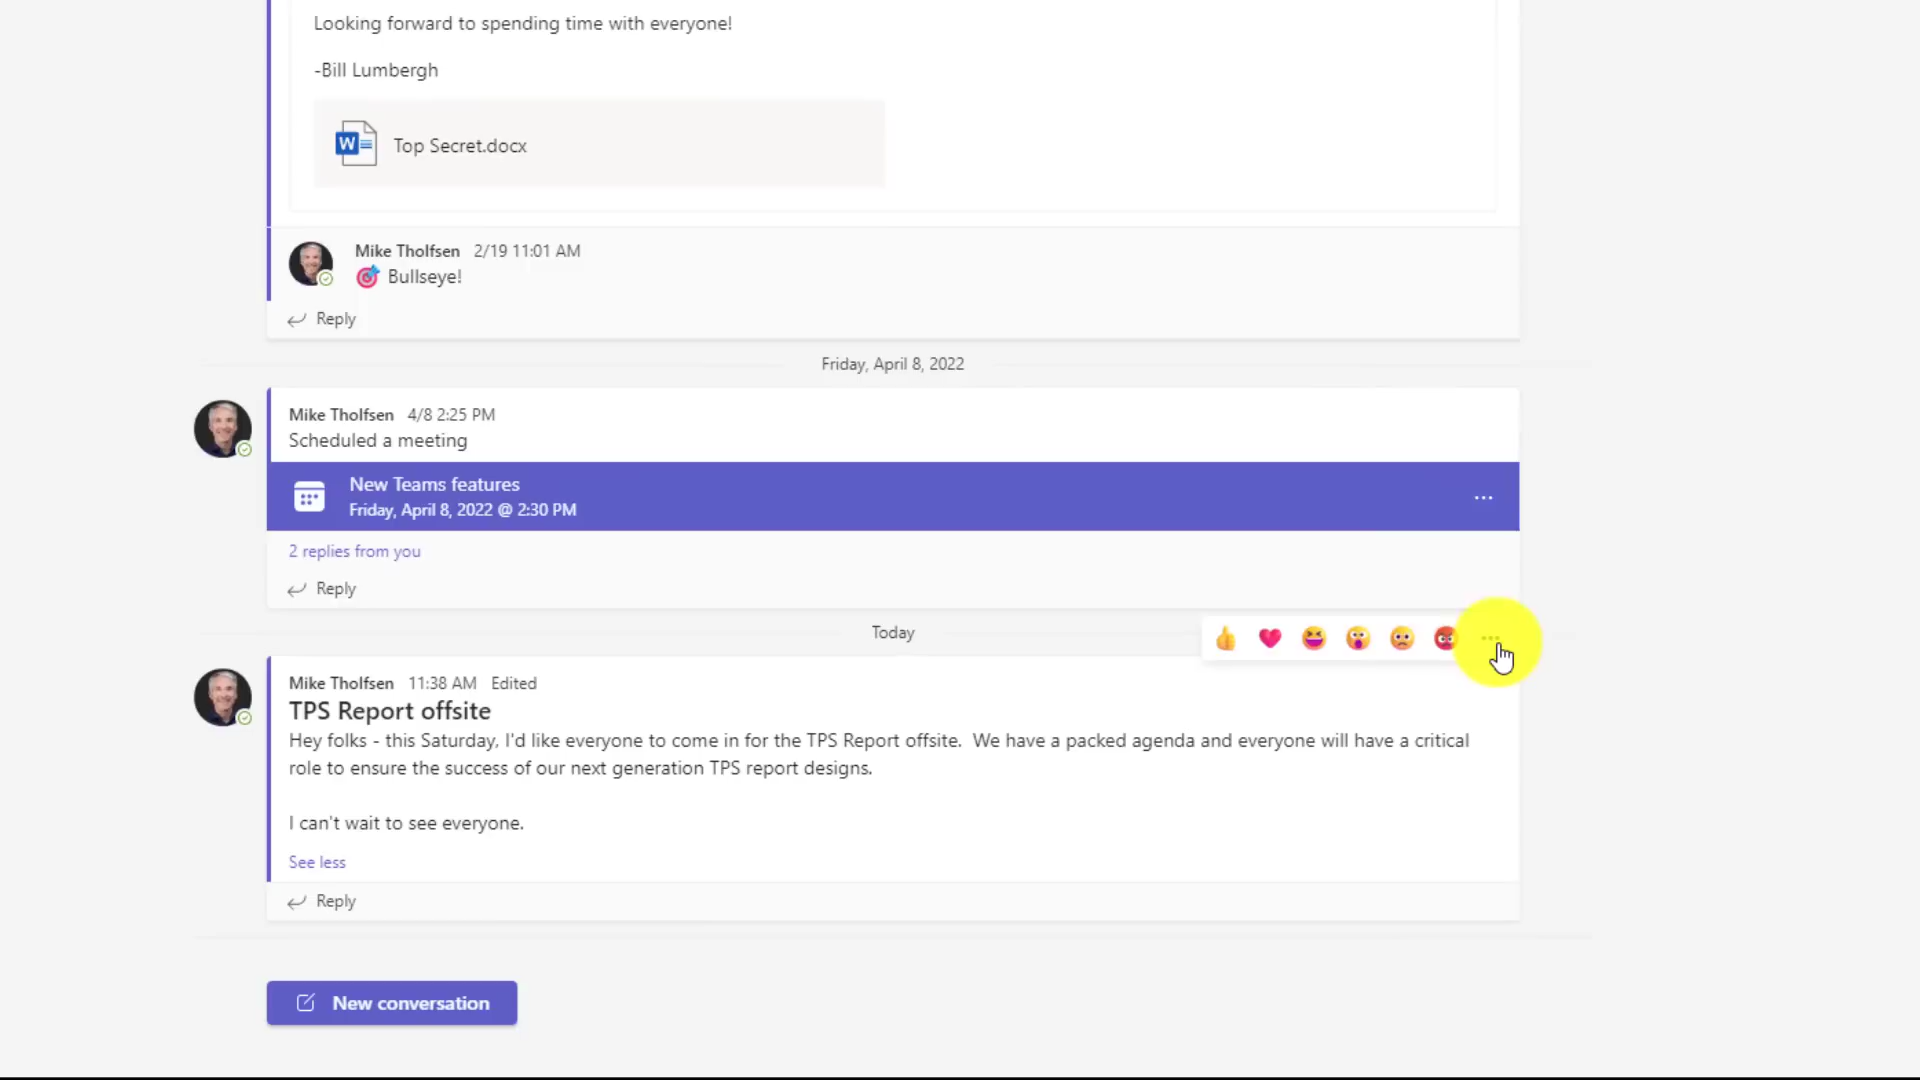 Looking forward to spending time with everyone!
-Bill Lumbergh
W
Top Secret.docx
Mike Tholfsen 2/19 11:01 AM
🎯 Bullseye!
Reply
Friday, April 8, 2022
Mike Tholfsen 4/8 2:25 PM
Scheduled a meeting
New Teams features
Friday, April 8, 2022 @ 2:30 PM
2 replies from you
Reply
Today
Mike Tholfsen 11:38 AM Edited
TPS Report offsite
Hey folks - this Saturday, I'd like everyone to come in for the TPS Report offsite.  We have a packed agenda and everyone will have a critical
role to ensure the success of our next generation TPS report designs.
I can't wait to see everyone.
See less
Reply
New conversation